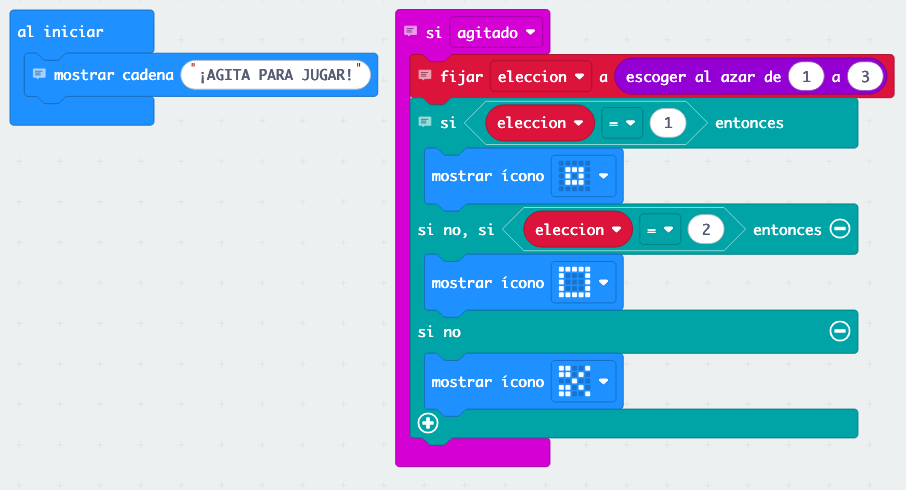 al iniciar
mostrar cadena "¡AGITA PARA JUGAR!"
si agitado
fijar eleccion a escoger al azar de 1 a 3
si eleccion = 1 entonces
mostrar ícono
si no, si eleccion = 2 entonces
mostrar ícono
si no
mostrar ícono